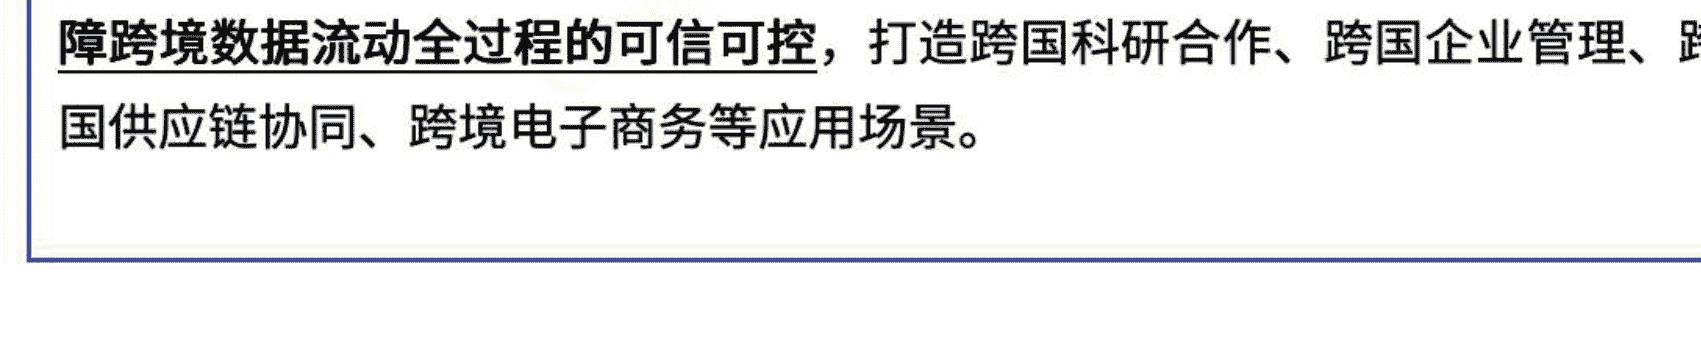 障跨境数据流动全过程的可信可控，打造跨国科研合作、跨国企业管理、跨
国供应链协同、跨境电子商务等应用场景。